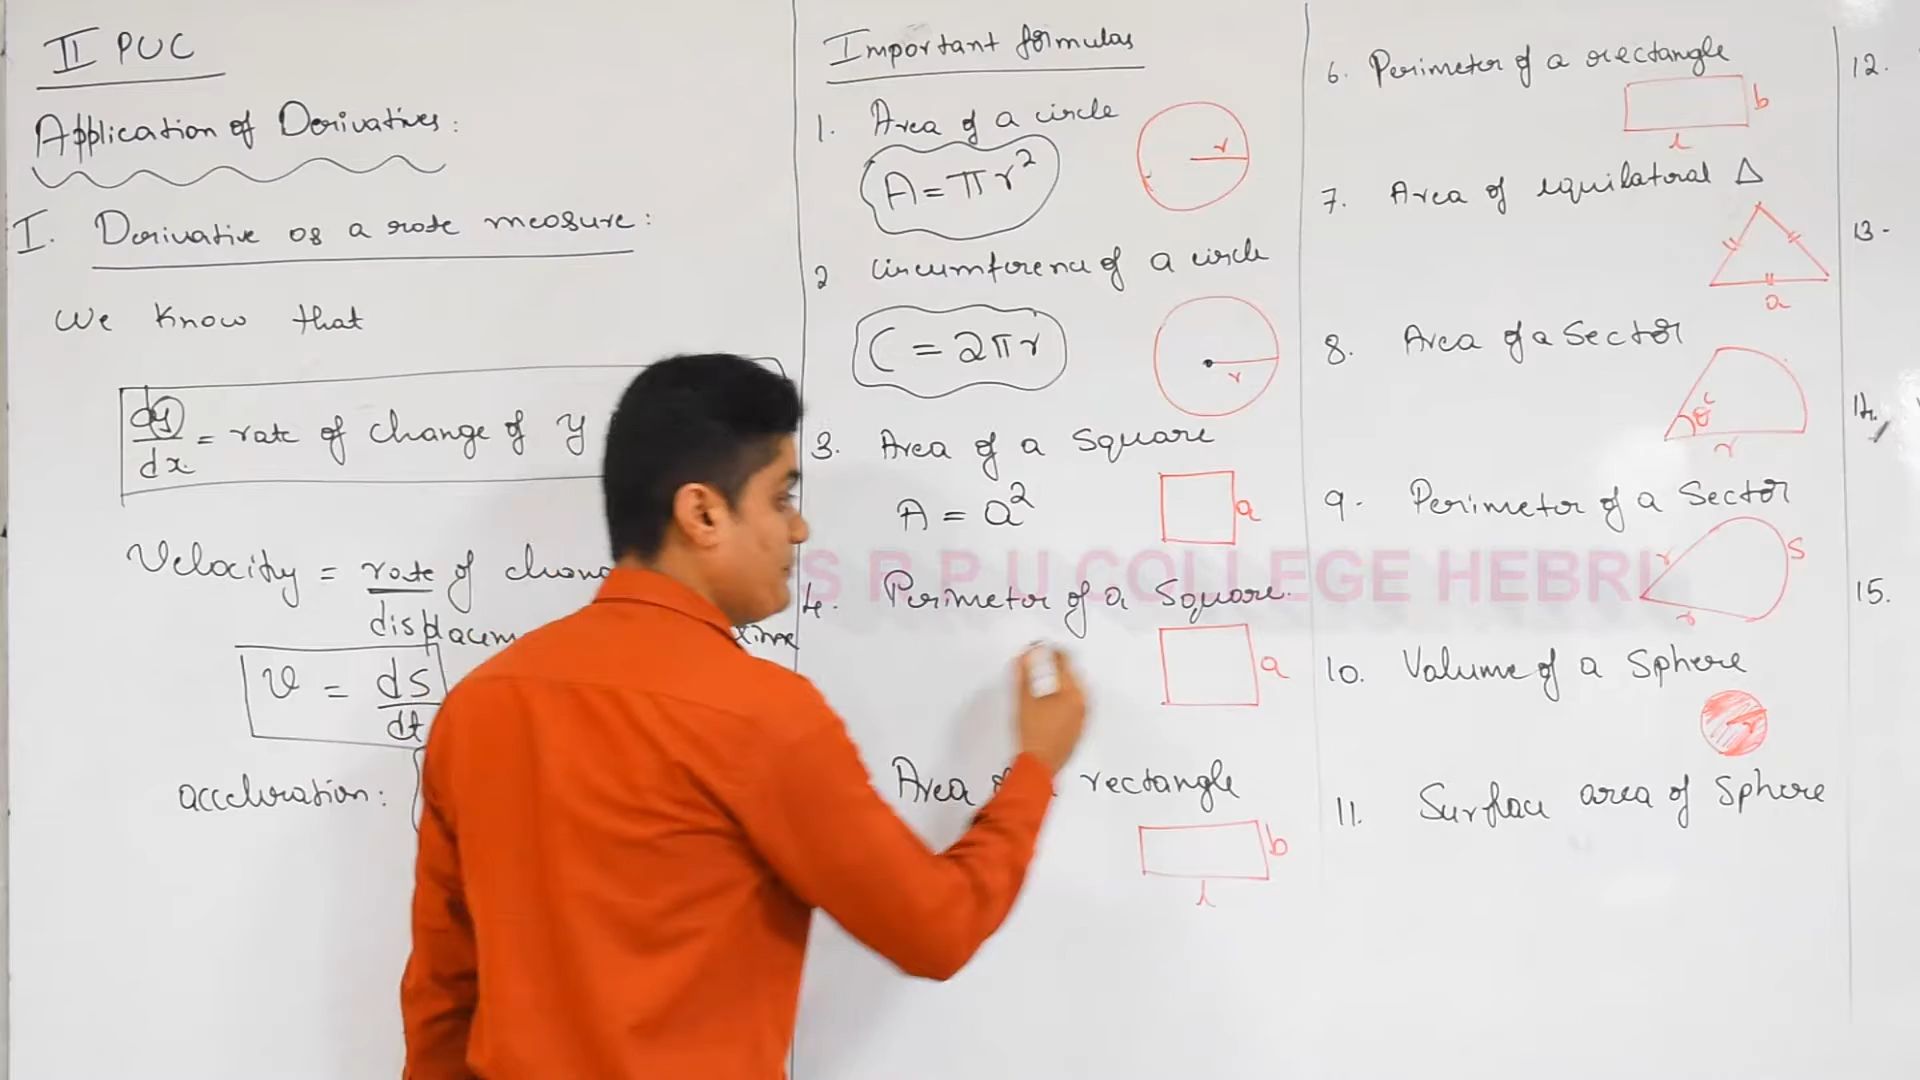 II PUC
Application of Derivatives:
I. Derivative as a rate measure:
We know that
dy/dx = rate of change of y
Velocity = rate of
v = ds/dt
acceleration:
Important formulas
1. Area of a circle
r
A = πr²
2 circumference of a circle
C = 2πr
r
3. Area of a square
A = a²
a
4. Perimeter of a Square.
a
Area rectangle
b
l
6. Perimeter of a rectangle
b
l
7. Area of equilateral Δ
a
8. Area of a Sector
θᶜ
r
9. Perimeter of a Sector
r
S
r
10. Volume of a Sphere
r
11. Surface area of Sphere
12.
13.
14.
15.
S R P U COLLEGE HEBRI